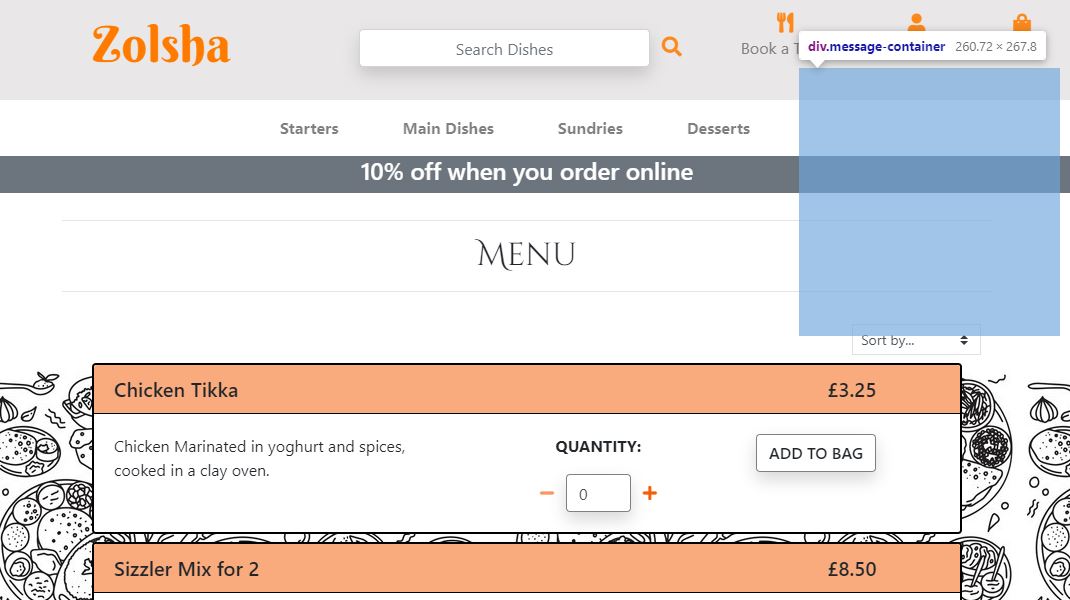 Zolsha
Search Dishes
Book a
div.message-container 260.72 × 267.8
Starters Main Dishes Sundries Desserts
10% off when you order online
Menu
Sort by...
Chicken Tikka £3.25
Chicken Marinated in yoghurt and spices,
cooked in a clay oven.
QUANTITY:
0
ADD TO BAG
Sizzler Mix for 2 £8.50